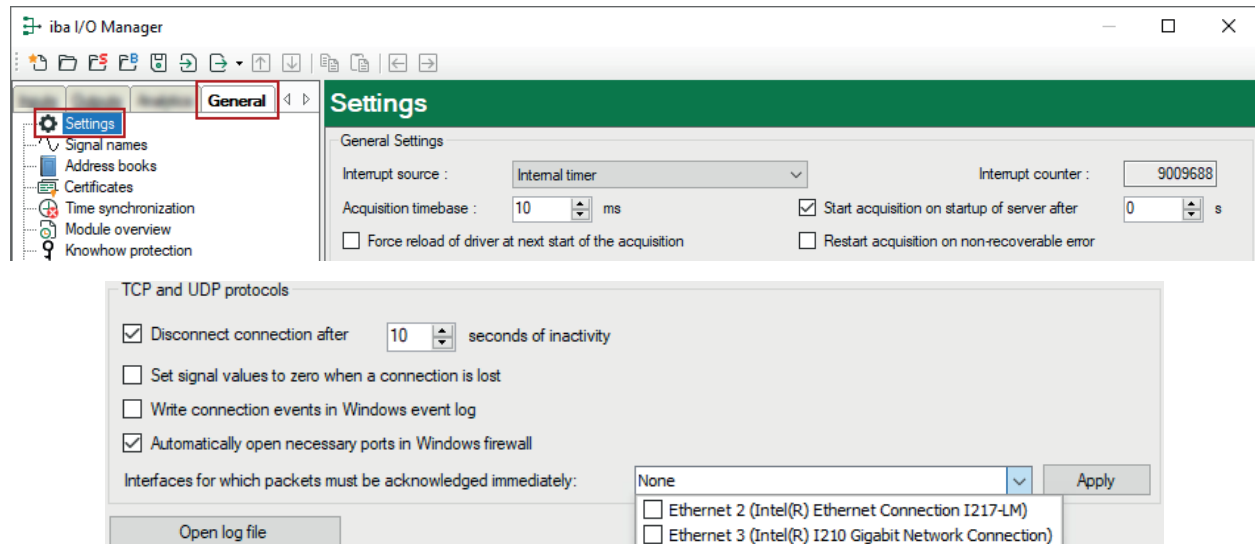 iba I/O Manager
General
Settings
Settings
Signal names
Address books
Certificates
Time synchronization
Module overview
Knowhow protection
General Settings
Interrupt source : Internal timer Interrupt counter : 9009688
Acquisition timebase : 10 ms Start acquisition on startup of server after 0 s
Force reload of driver at next start of the acquisition Restart acquisition on non-recoverable error
TCP and UDP protocols
Disconnect connection after 10 seconds of inactivity
Set signal values to zero when a connection is lost
Write connection events in Windows event log
Automatically open necessary ports in Windows firewall
Interfaces for which packets must be acknowledged immediately: None Apply
Ethernet 2 (Intel(R) Ethernet Connection I217-LM)
Open log file Ethernet 3 (Intel(R) I210 Gigabit Network Connection)